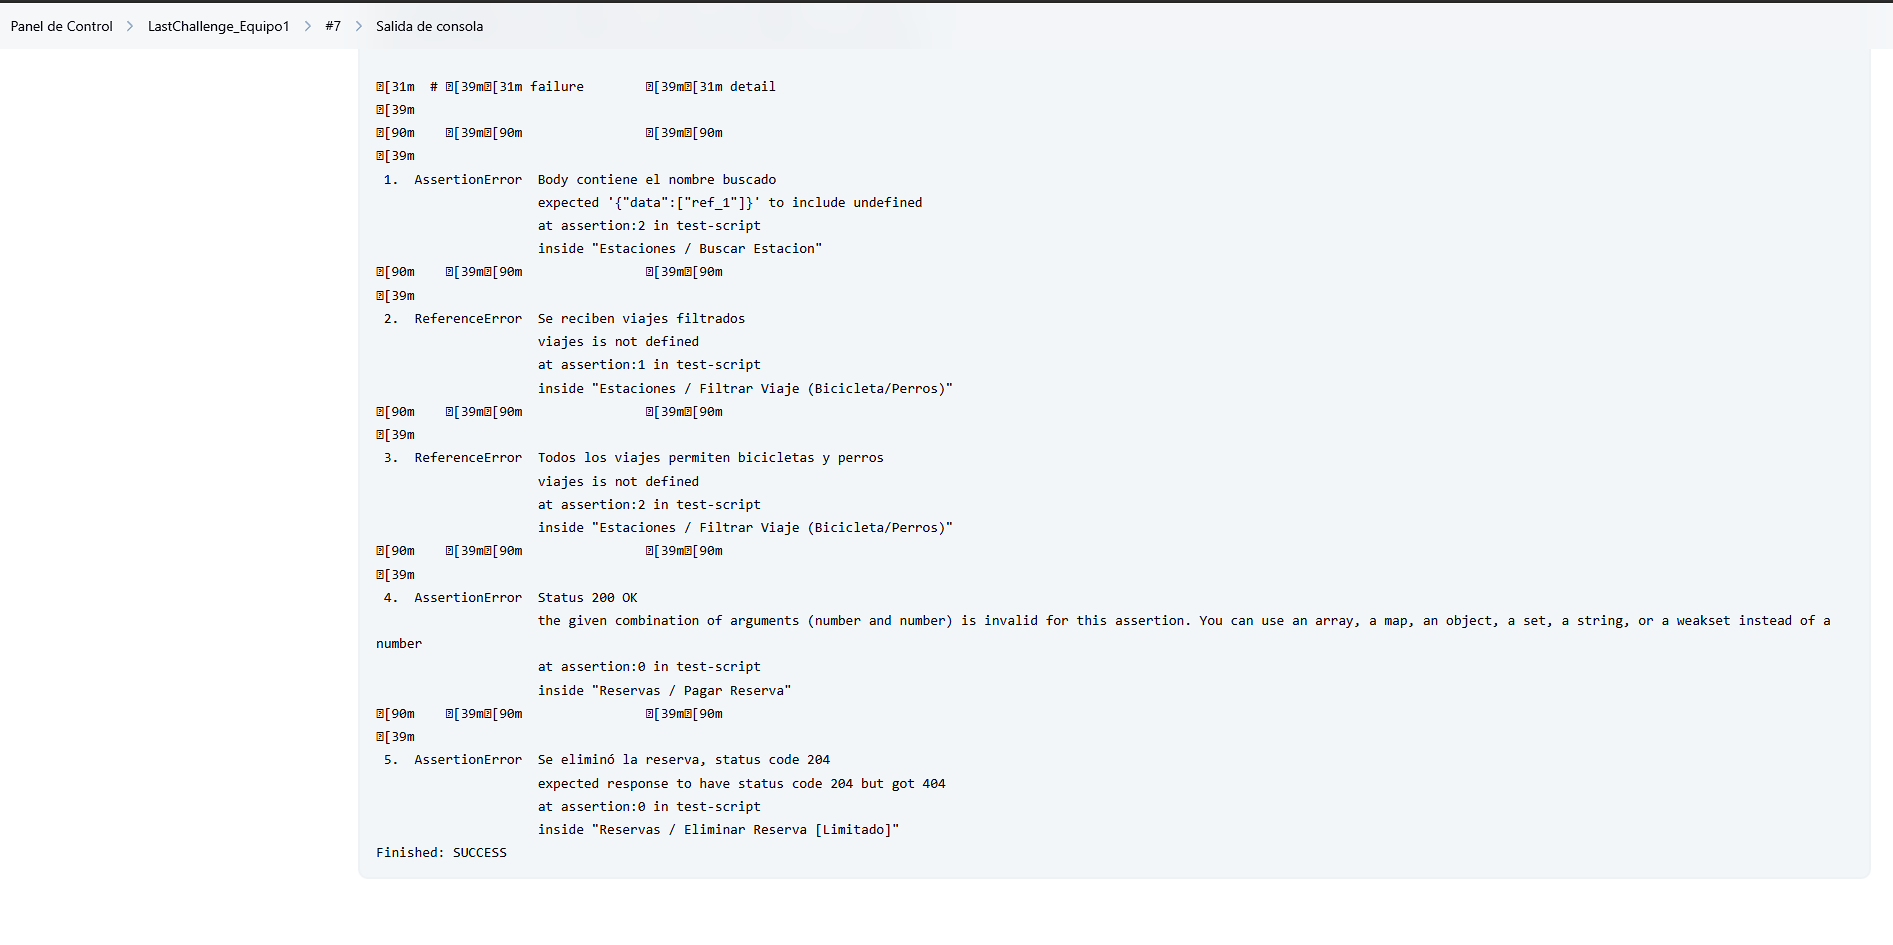 Panel de Control > LastChallenge_Equipo1 > #7 > Salida de consola
[31m  # [39m[31m failure        [39m[31m detail
[39m
[90m    [39m[90m                [39m[90m
[39m
1.  AssertionError  Body contiene el nombre buscado
expected '{"data":["ref_1"]}' to include undefined
at assertion:2 in test-script
inside "Estaciones / Buscar Estacion"
[90m    [39m[90m                [39m[90m
[39m
2.  ReferenceError  Se reciben viajes filtrados
viajes is not defined
at assertion:1 in test-script
inside "Estaciones / Filtrar Viaje (Bicicleta/Perros)"
[90m    [39m[90m                [39m[90m
[39m
3.  ReferenceError  Todos los viajes permiten bicicletas y perros
viajes is not defined
at assertion:2 in test-script
inside "Estaciones / Filtrar Viaje (Bicicleta/Perros)"
[90m    [39m[90m                [39m[90m
[39m
4.  AssertionError  Status 200 OK
the given combination of arguments (number and number) is invalid for this assertion. You can use an array, a map, an object, a set, a string, or a weakset instead of a
number
at assertion:0 in test-script
inside "Reservas / Pagar Reserva"
[90m    [39m[90m                [39m[90m
[39m
5.  AssertionError  Se eliminó la reserva, status code 204
expected response to have status code 204 but got 404
at assertion:0 in test-script
inside "Reservas / Eliminar Reserva [Limitado]"
Finished: SUCCESS